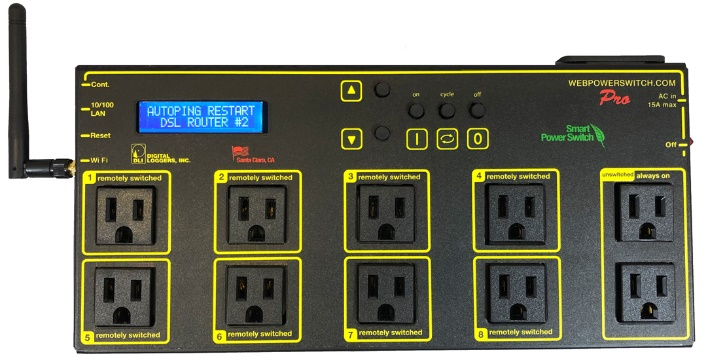 Cont.
10/100
LAN
Reset
Wi Fi
AUTOPING RESTART
DSL ROUTER #2
DLI DIGITAL
LOGGERS, INC.
Santa Clara, CA
on cycle off
WEBPOWERSWITCH.COM
Pro
AC in
15A max
Smart
Power Switch
Off
1 remotely switched
2 remotely switched
3 remotely switched
4 remotely switched
unswitched always on
5 remotely switched
6 remotely switched
7 remotely switched
8 remotely switched